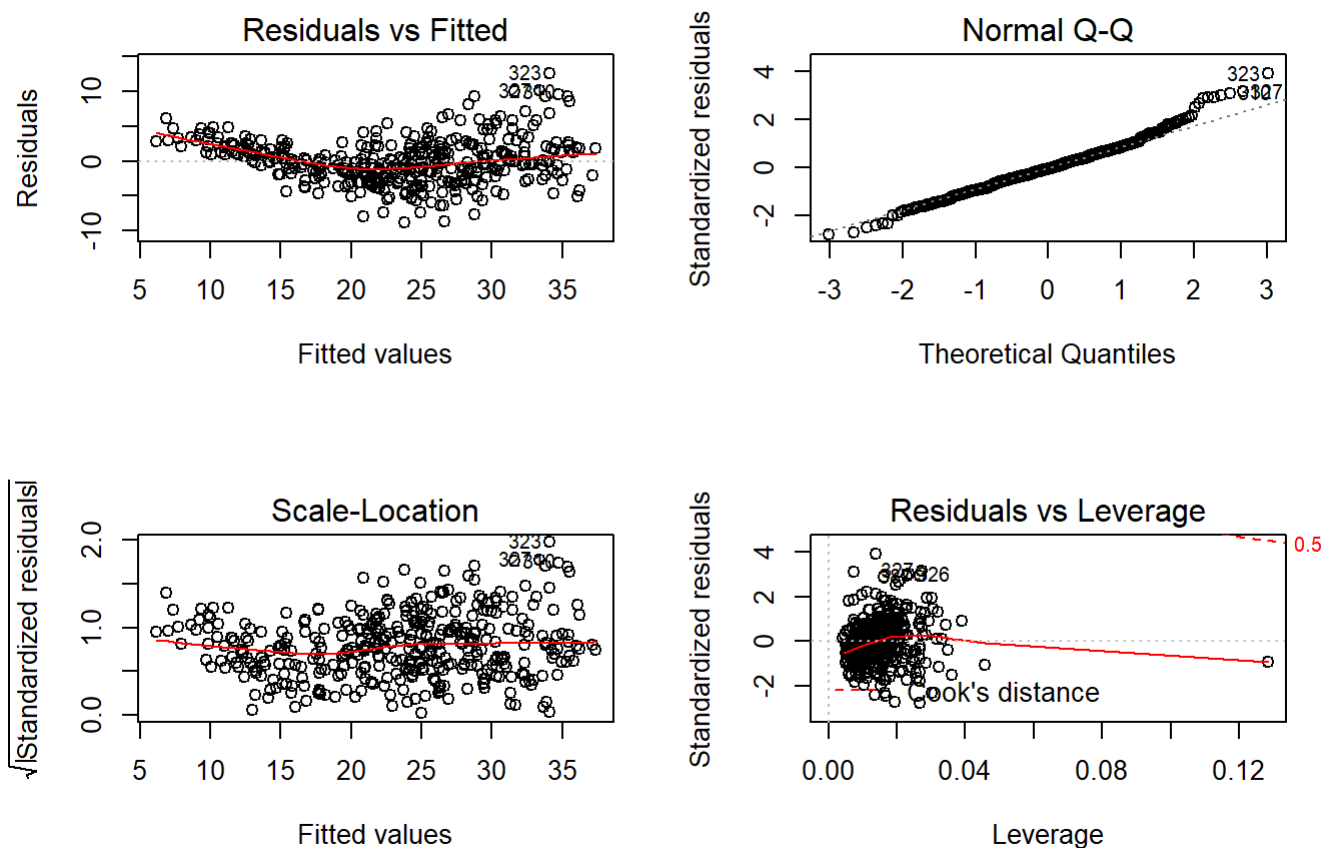 Residuals vs Fitted
Residuals
-10 0 10
323
5 10 15 20 25 30 35
Fitted values
Normal Q-Q
Standardized residuals
-2 0 2 4
323
-3 -2 -1 0 1 2 3
Theoretical Quantiles
Scale-Location
√|Standardized residuals|
0.0 1.0 2.0
323
5 10 15 20 25 30 35
Fitted values
Residuals vs Leverage
Standardized residuals
-2 0 2 4
0.5
326
Cook's distance
0.00 0.04 0.08 0.12
Leverage